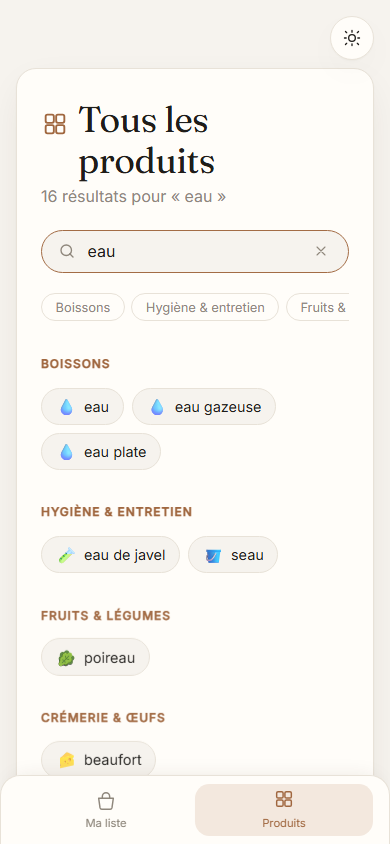 Tous les
produits
16 résultats pour « eau »
eau
Boissons
Hygiène & entretien
Fruits &
BOISSONS
eau
eau gazeuse
eau plate
HYGIÈNE & ENTRETIEN
eau de javel
seau
FRUITS & LÉGUMES
poireau
CRÉMERIE & ŒUFS
beaufort
Ma liste
Produits